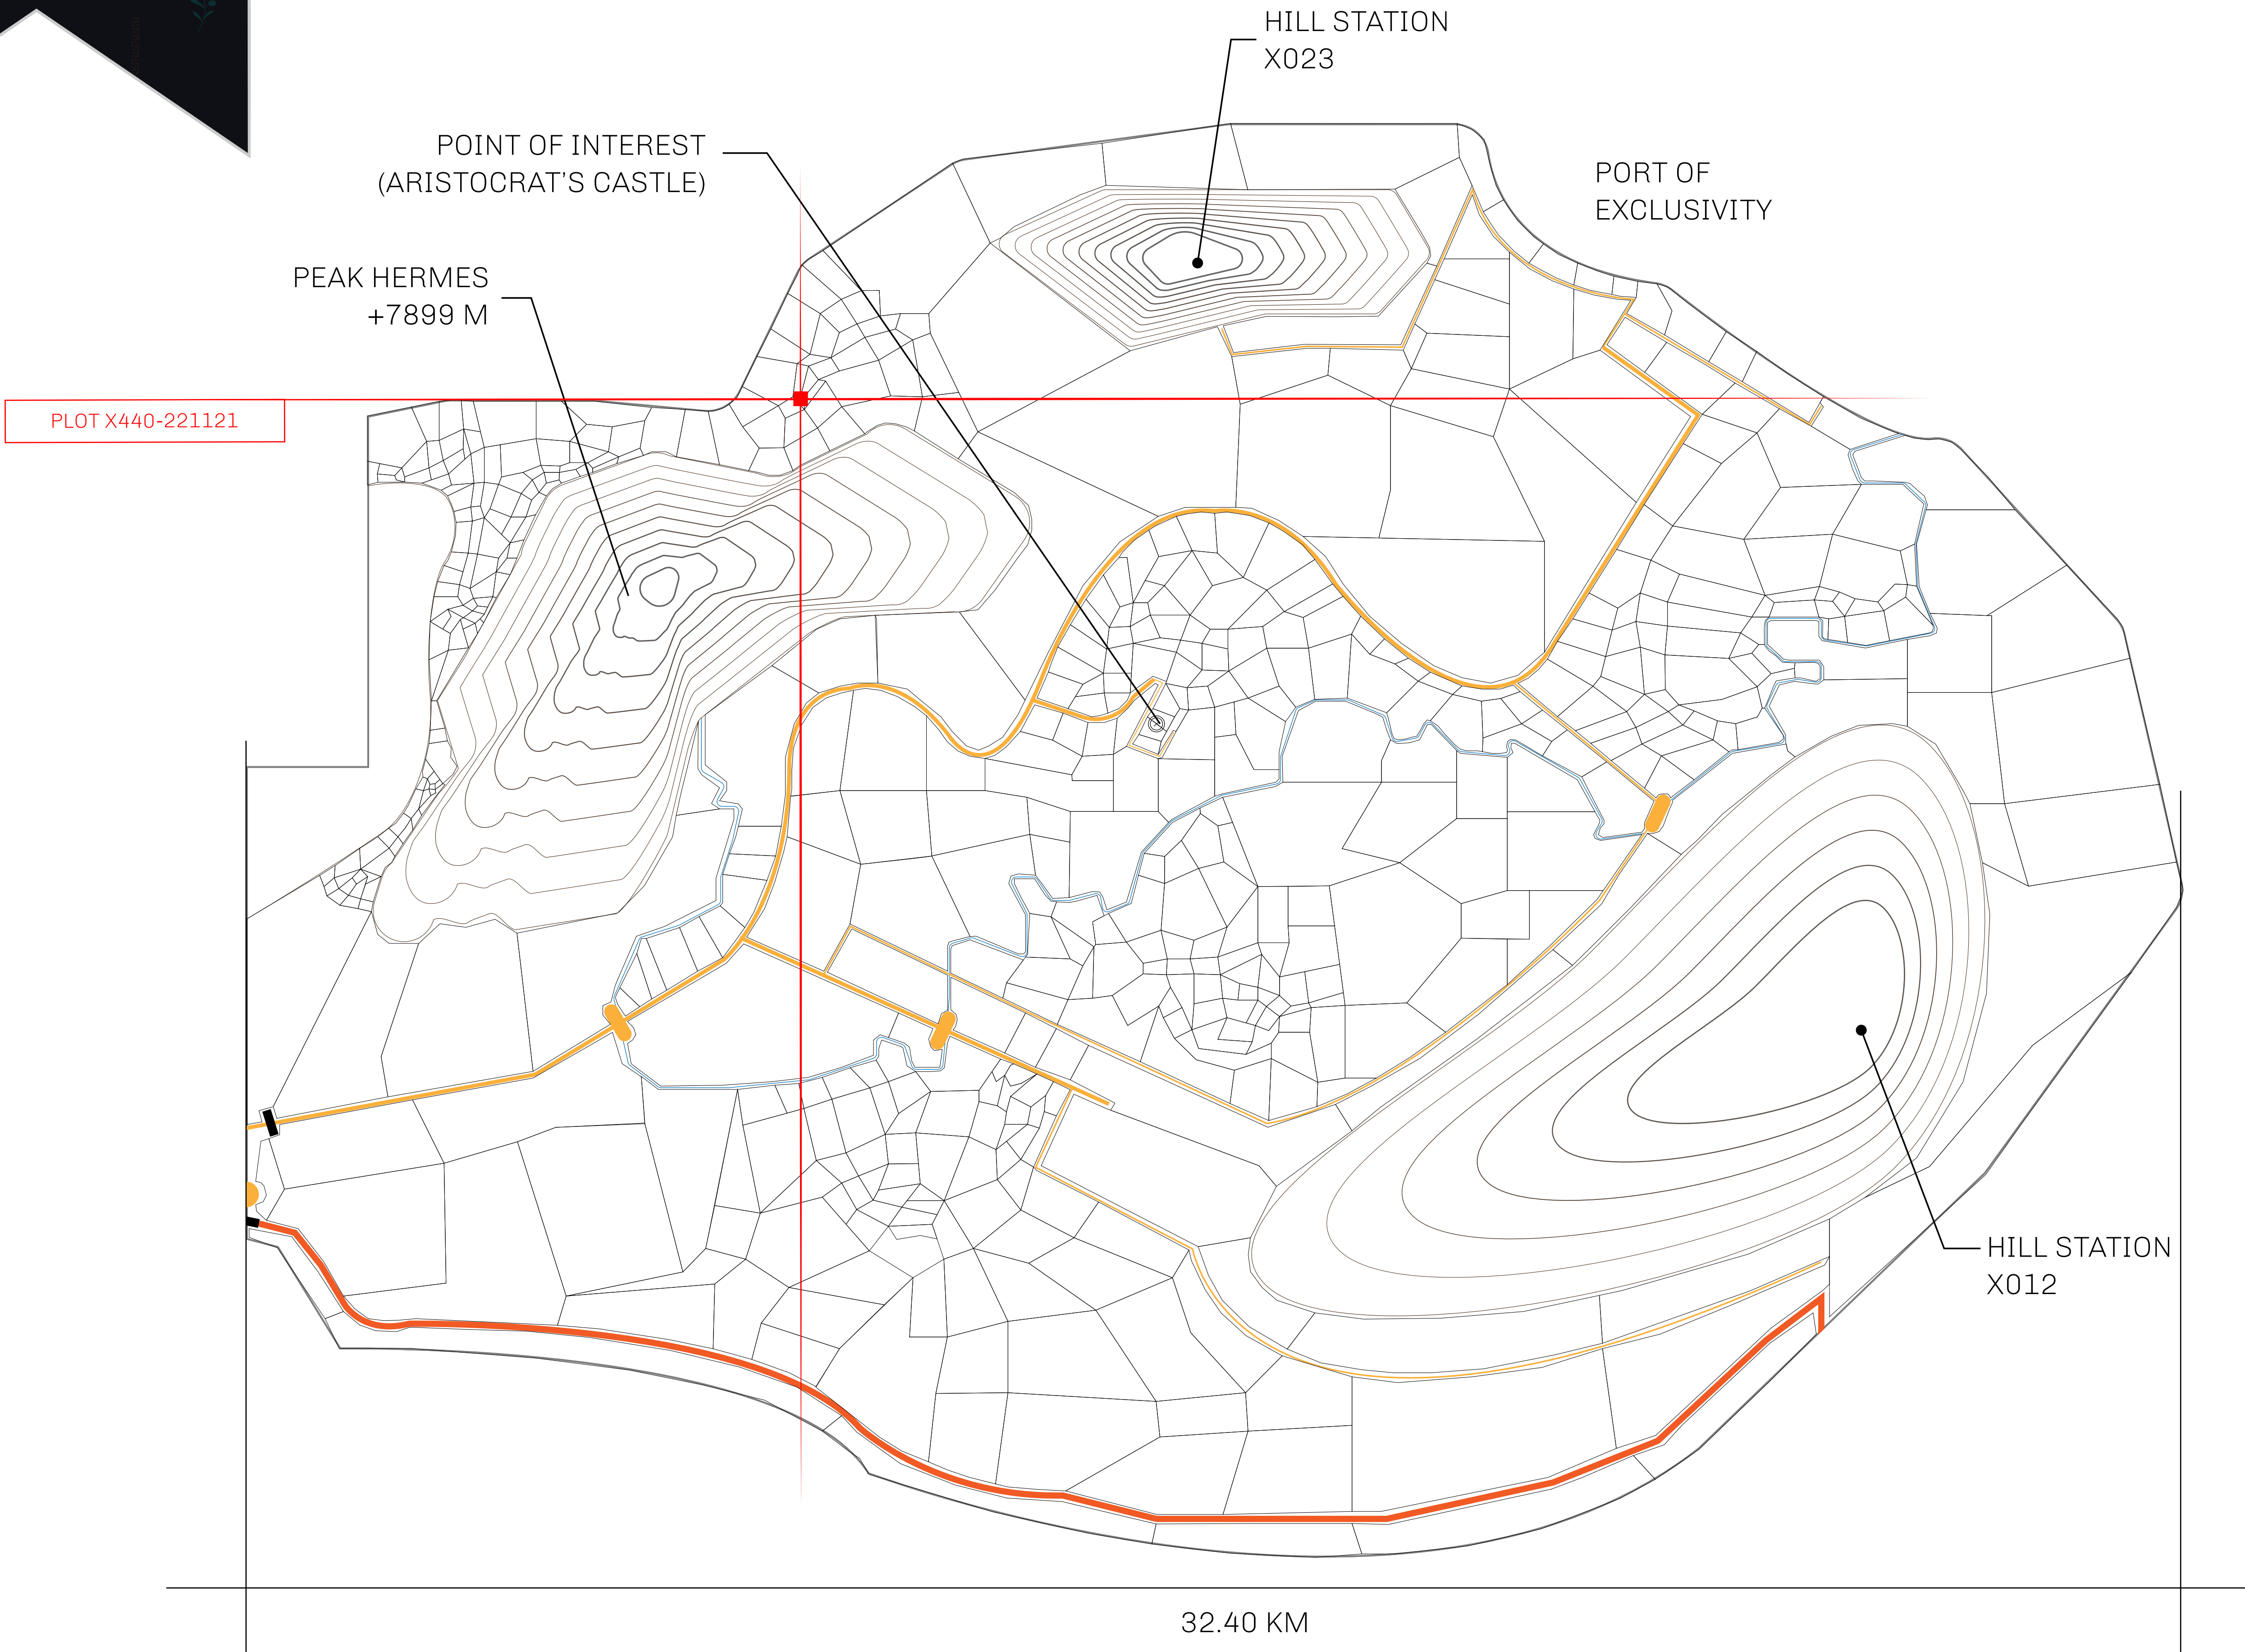 HILL STATION
X023
POINT OF INTEREST
(ARISTOCRAT'S CASTLE)
PORT OF
EXCLUSIVITY
PEAK HERMES
+7899 M
PLOT X440-221121
HILL STATION
X012
32.40 KM